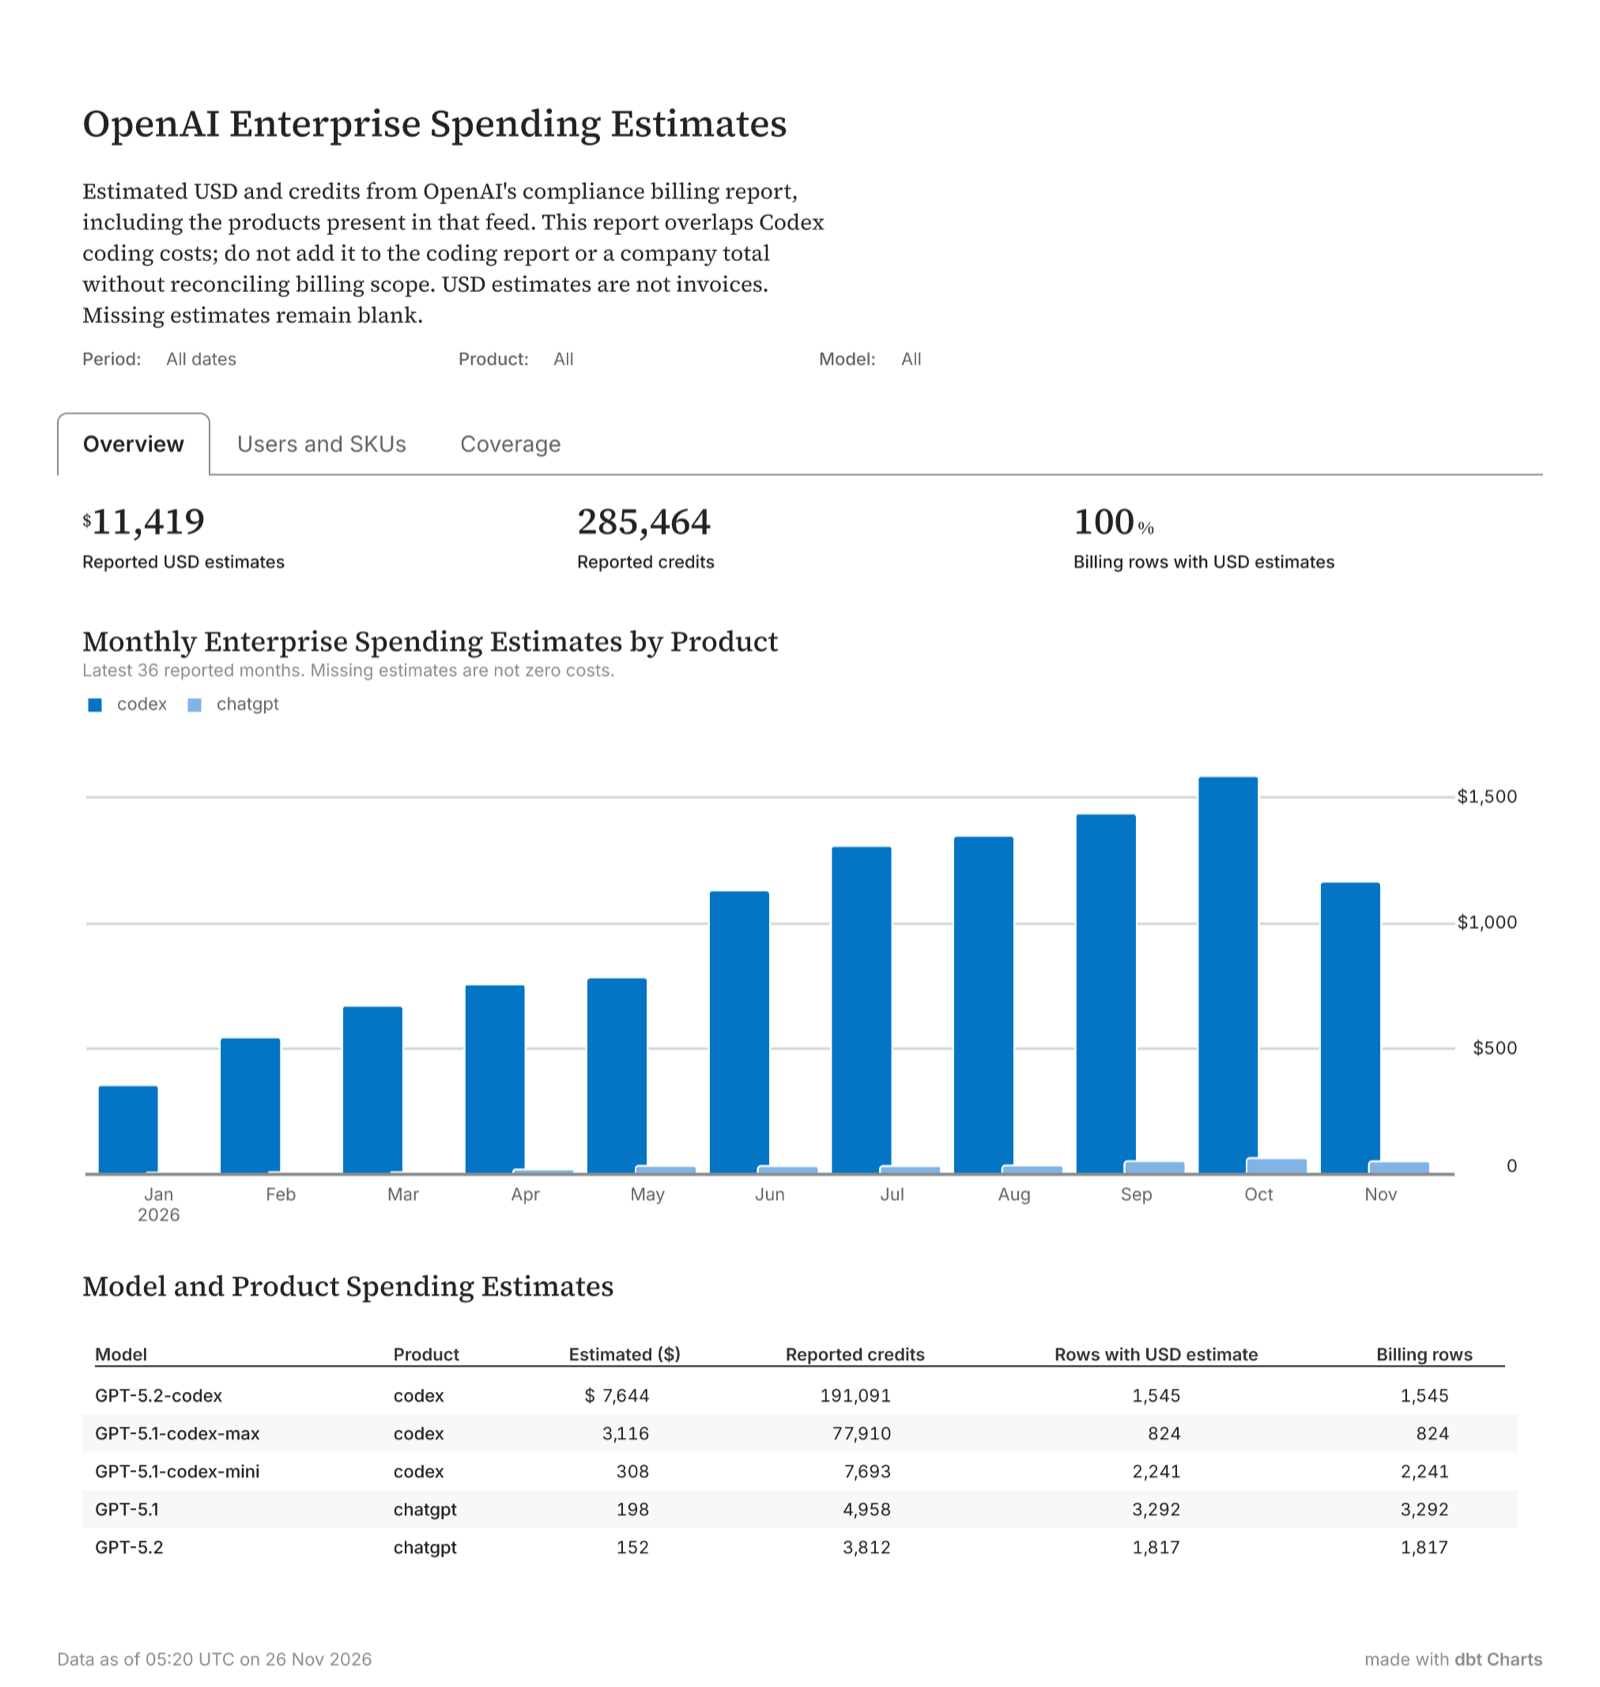 OpenAI Enterprise Spending Estimates
Estimated USD and credits from OpenAI's compliance billing report,
including the products present in that feed. This report overlaps Codex
coding costs; do not add it to the coding report or a company total
without reconciling billing scope. USD estimates are not invoices.
Missing estimates remain blank.
Period: All dates Product: All Model: All
Overview Users and SKUs Coverage
$11,419 285,464 100%
Reported USD estimates Reported credits Billing rows with USD estimates
Monthly Enterprise Spending Estimates by Product
Latest 36 reported months. Missing estimates are not zero costs.
codex chatgpt
$1,500
$1,000
$500
0
Jan Feb Mar Apr May Jun Jul Aug Sep Oct Nov
2026
Model and Product Spending Estimates
Model Product Estimated ($) Reported credits Rows with USD estimate Billing rows
GPT-5.2-codex codex $ 7,644 191,091 1,545 1,545
GPT-5.1-codex-max codex 3,116 77,910 824 824
GPT-5.1-codex-mini codex 308 7,693 2,241 2,241
GPT-5.1 chatgpt 198 4,958 3,292 3,292
GPT-5.2 chatgpt 152 3,812 1,817 1,817
Data as of 05:20 UTC on 26 Nov 2026 made with dbt Charts